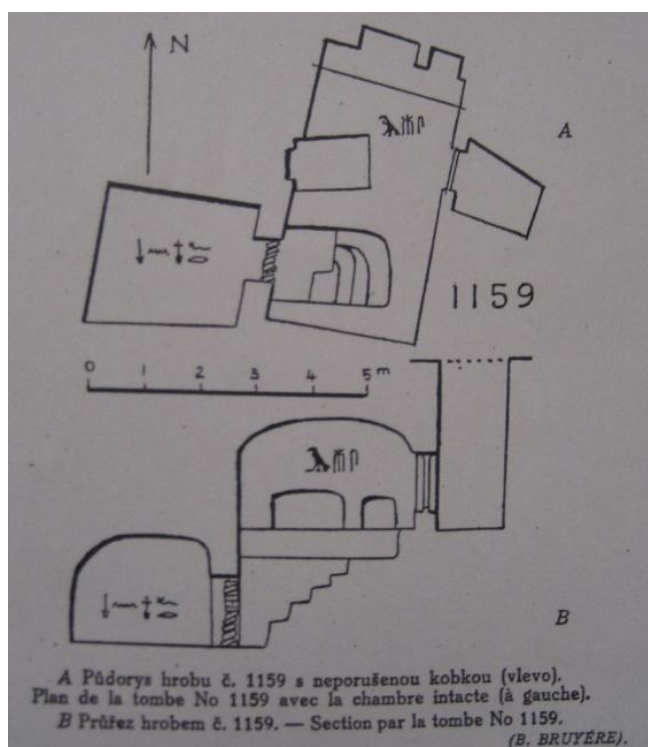 N
A
1159
0 1 2 3 4 5 m
B
A Půdorys hrobu č. 1159 s neporušenou kobkou (vlevo).
Plan de la tombe No 1159 avec la chambre intacte (à gauche).
B Průřez hrobem č. 1159. — Section par la tombe No 1159.
(B. BRUYÉRE).